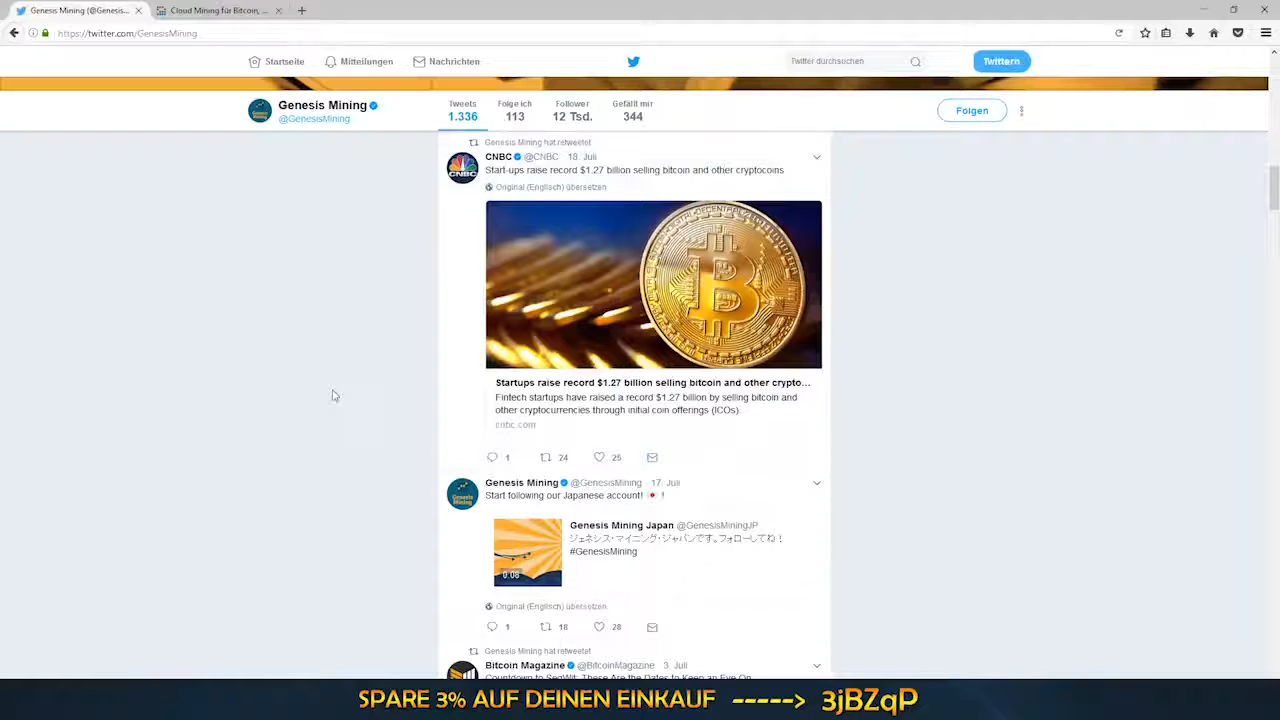 Genesis Mining (@Genesis...
Cloud Mining für Bitcoin, ...
https://twitter.com/GenesisMining
Startseite
Mitteilungen
Nachrichten
Twitter durchsuchen
Twittern
Genesis Mining
@GenesisMining
Tweets
1.336
Folge ich
113
Follower
12 Tsd.
Gefällt mir
344
Folgen
Genesis Mining hat retweetet
CNBC @CNBC 18. Juli
Start-ups raise record $1.27 billion selling bitcoin and other cryptocoins
Original (Englisch) übersetzen
Startups raise record $1.27 billion selling bitcoin and other crypto...
Fintech startups have raised a record $1.27 billion by selling bitcoin and
other cryptocurrencies through initial coin offerings (ICOs).
cnbc.com
1 24 25
Genesis Mining @GenesisMining 17. Juli
Start following our Japanese account! !
Genesis Mining Japan @GenesisMiningJP
ジェネシス・マイニング・ジャパンです。フォローしてね！
#GenesisMining
0:08
Original (Englisch) übersetzen
1 18 28
Genesis Mining hat retweetet
Bitcoin Magazine @BitcoinMagazine 3. Juli
Countdown to SegWit: These Are the Dates to Keep an Eye On
SPARE 3% AUF DEINEN EINKAUF -----> 3jBZqP